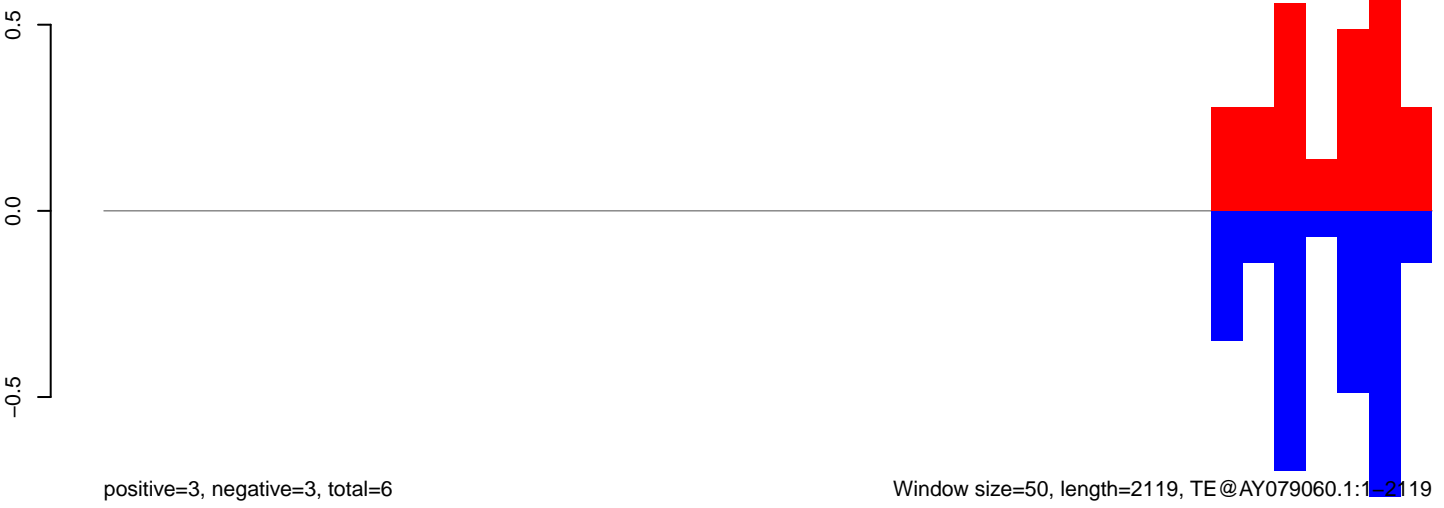 0.5
0.0
−0.5
positive=3, negative=3, total=6
Window size=50, length=2119, TE@AY079060.1:1−2119